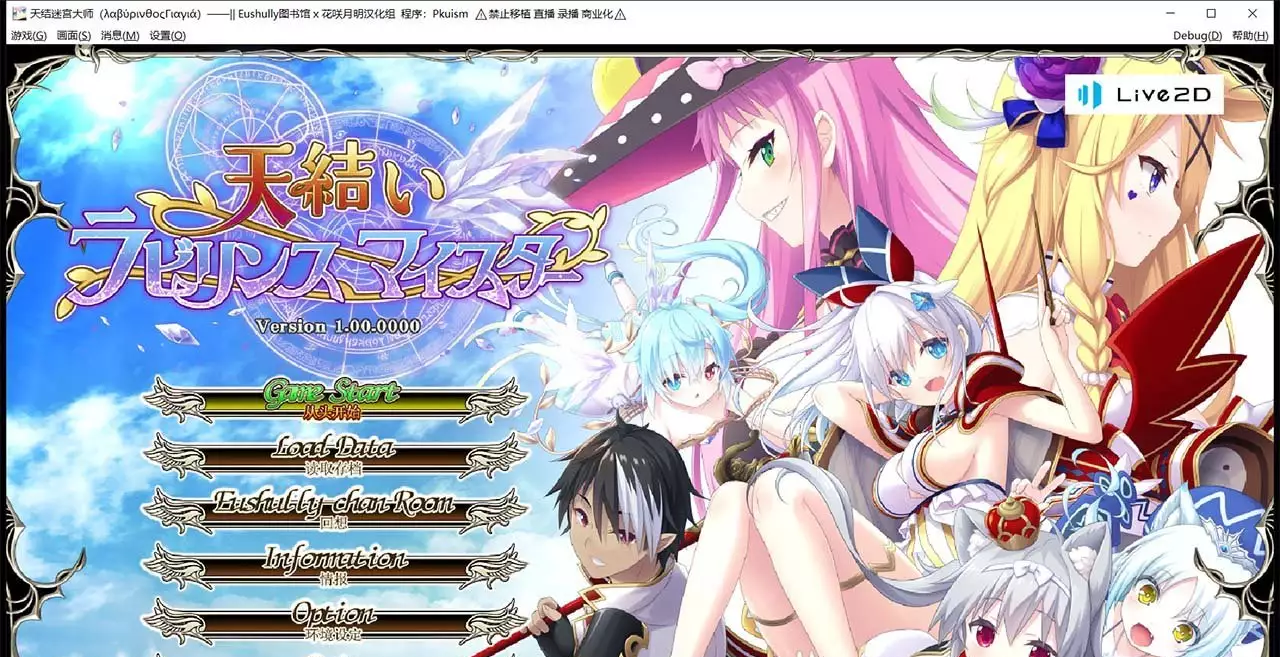 天结迷宫大师（λαβύρινθοςΓιαγιά） ——|| Eushully图书馆 x 花咲月明汉化组 程序：Pkuism ⚠禁止移植 直播 录播 商业化⚠
游戏(G) 画面(S) 消息(M) 设置(O) Debug(D) 帮助(H)
Live2D
天結い
ラビリンスマイスター
Version 1.00.0000
Game Start
从头开始
Load Data
读取存档
Eushully-chan Room
回想
Information
情报
Option
环境设定